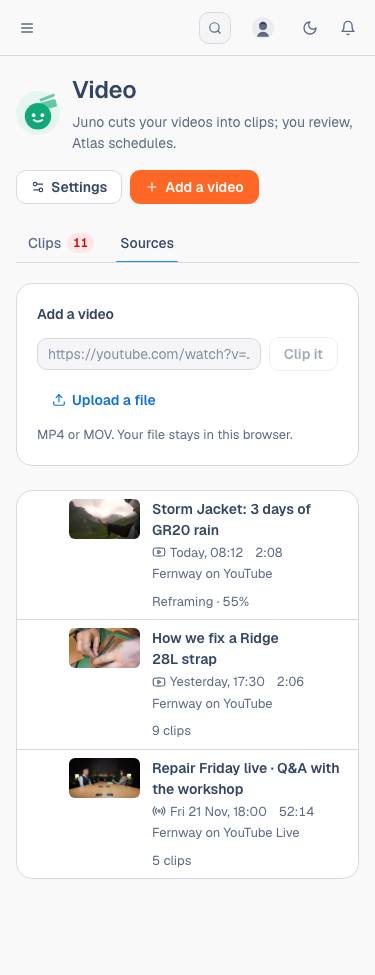 Video
Juno cuts your videos into clips; you review,
Atlas schedules.
Settings
Add a video
Clips 11
Sources
Add a video
https://youtube.com/watch?v=.
Clip it
Upload a file
MP4 or MOV. Your file stays in this browser.
Storm Jacket: 3 days of
GR20 rain
Today, 08:12 2:08
Fernway on YouTube
Reframing · 55%
How we fix a Ridge
28L strap
Yesterday, 17:30 2:06
Fernway on YouTube
9 clips
Repair Friday live · Q&A with
the workshop
Fri 21 Nov, 18:00 52:14
Fernway on YouTube Live
5 clips